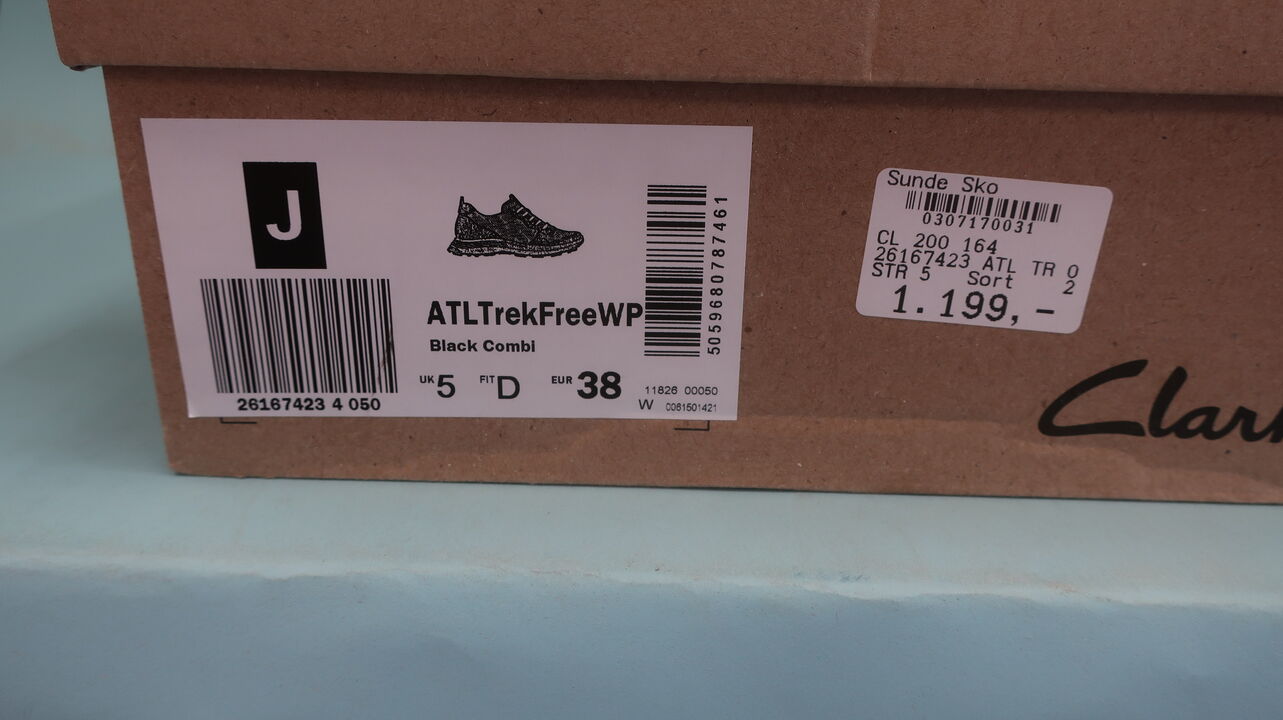 J
26167423 4 050
ATLTrekFreeWP
Black Combi
UK 5 FIT D EUR 38
5059680787461
11826 00050
W 0081501421
Sunde Sko
0307170031
CL 200 164
26167423 ATL TR 0
STR 5 Sort 2
1.199,-
Clark